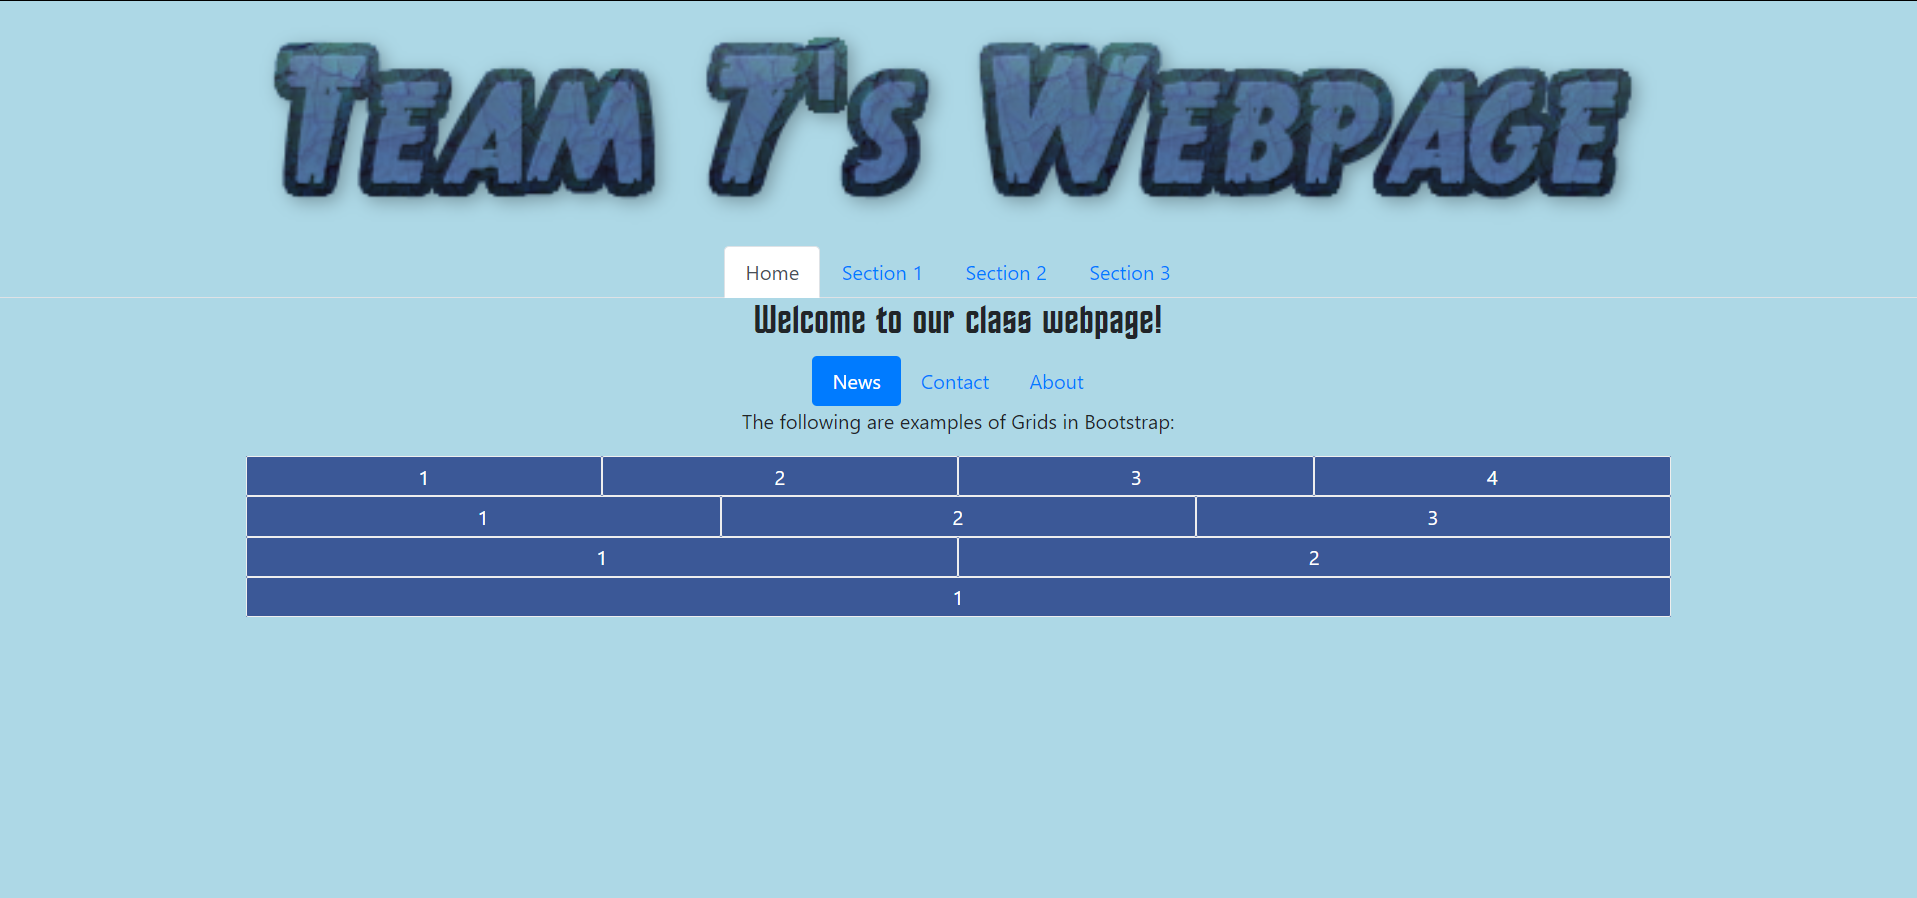 Team 7's Webpage
Home Section 1 Section 2 Section 3
Welcome to our class webpage!
News Contact About
The following are examples of Grids in Bootstrap:
1 2 3 4
1 2 3
1 2
1